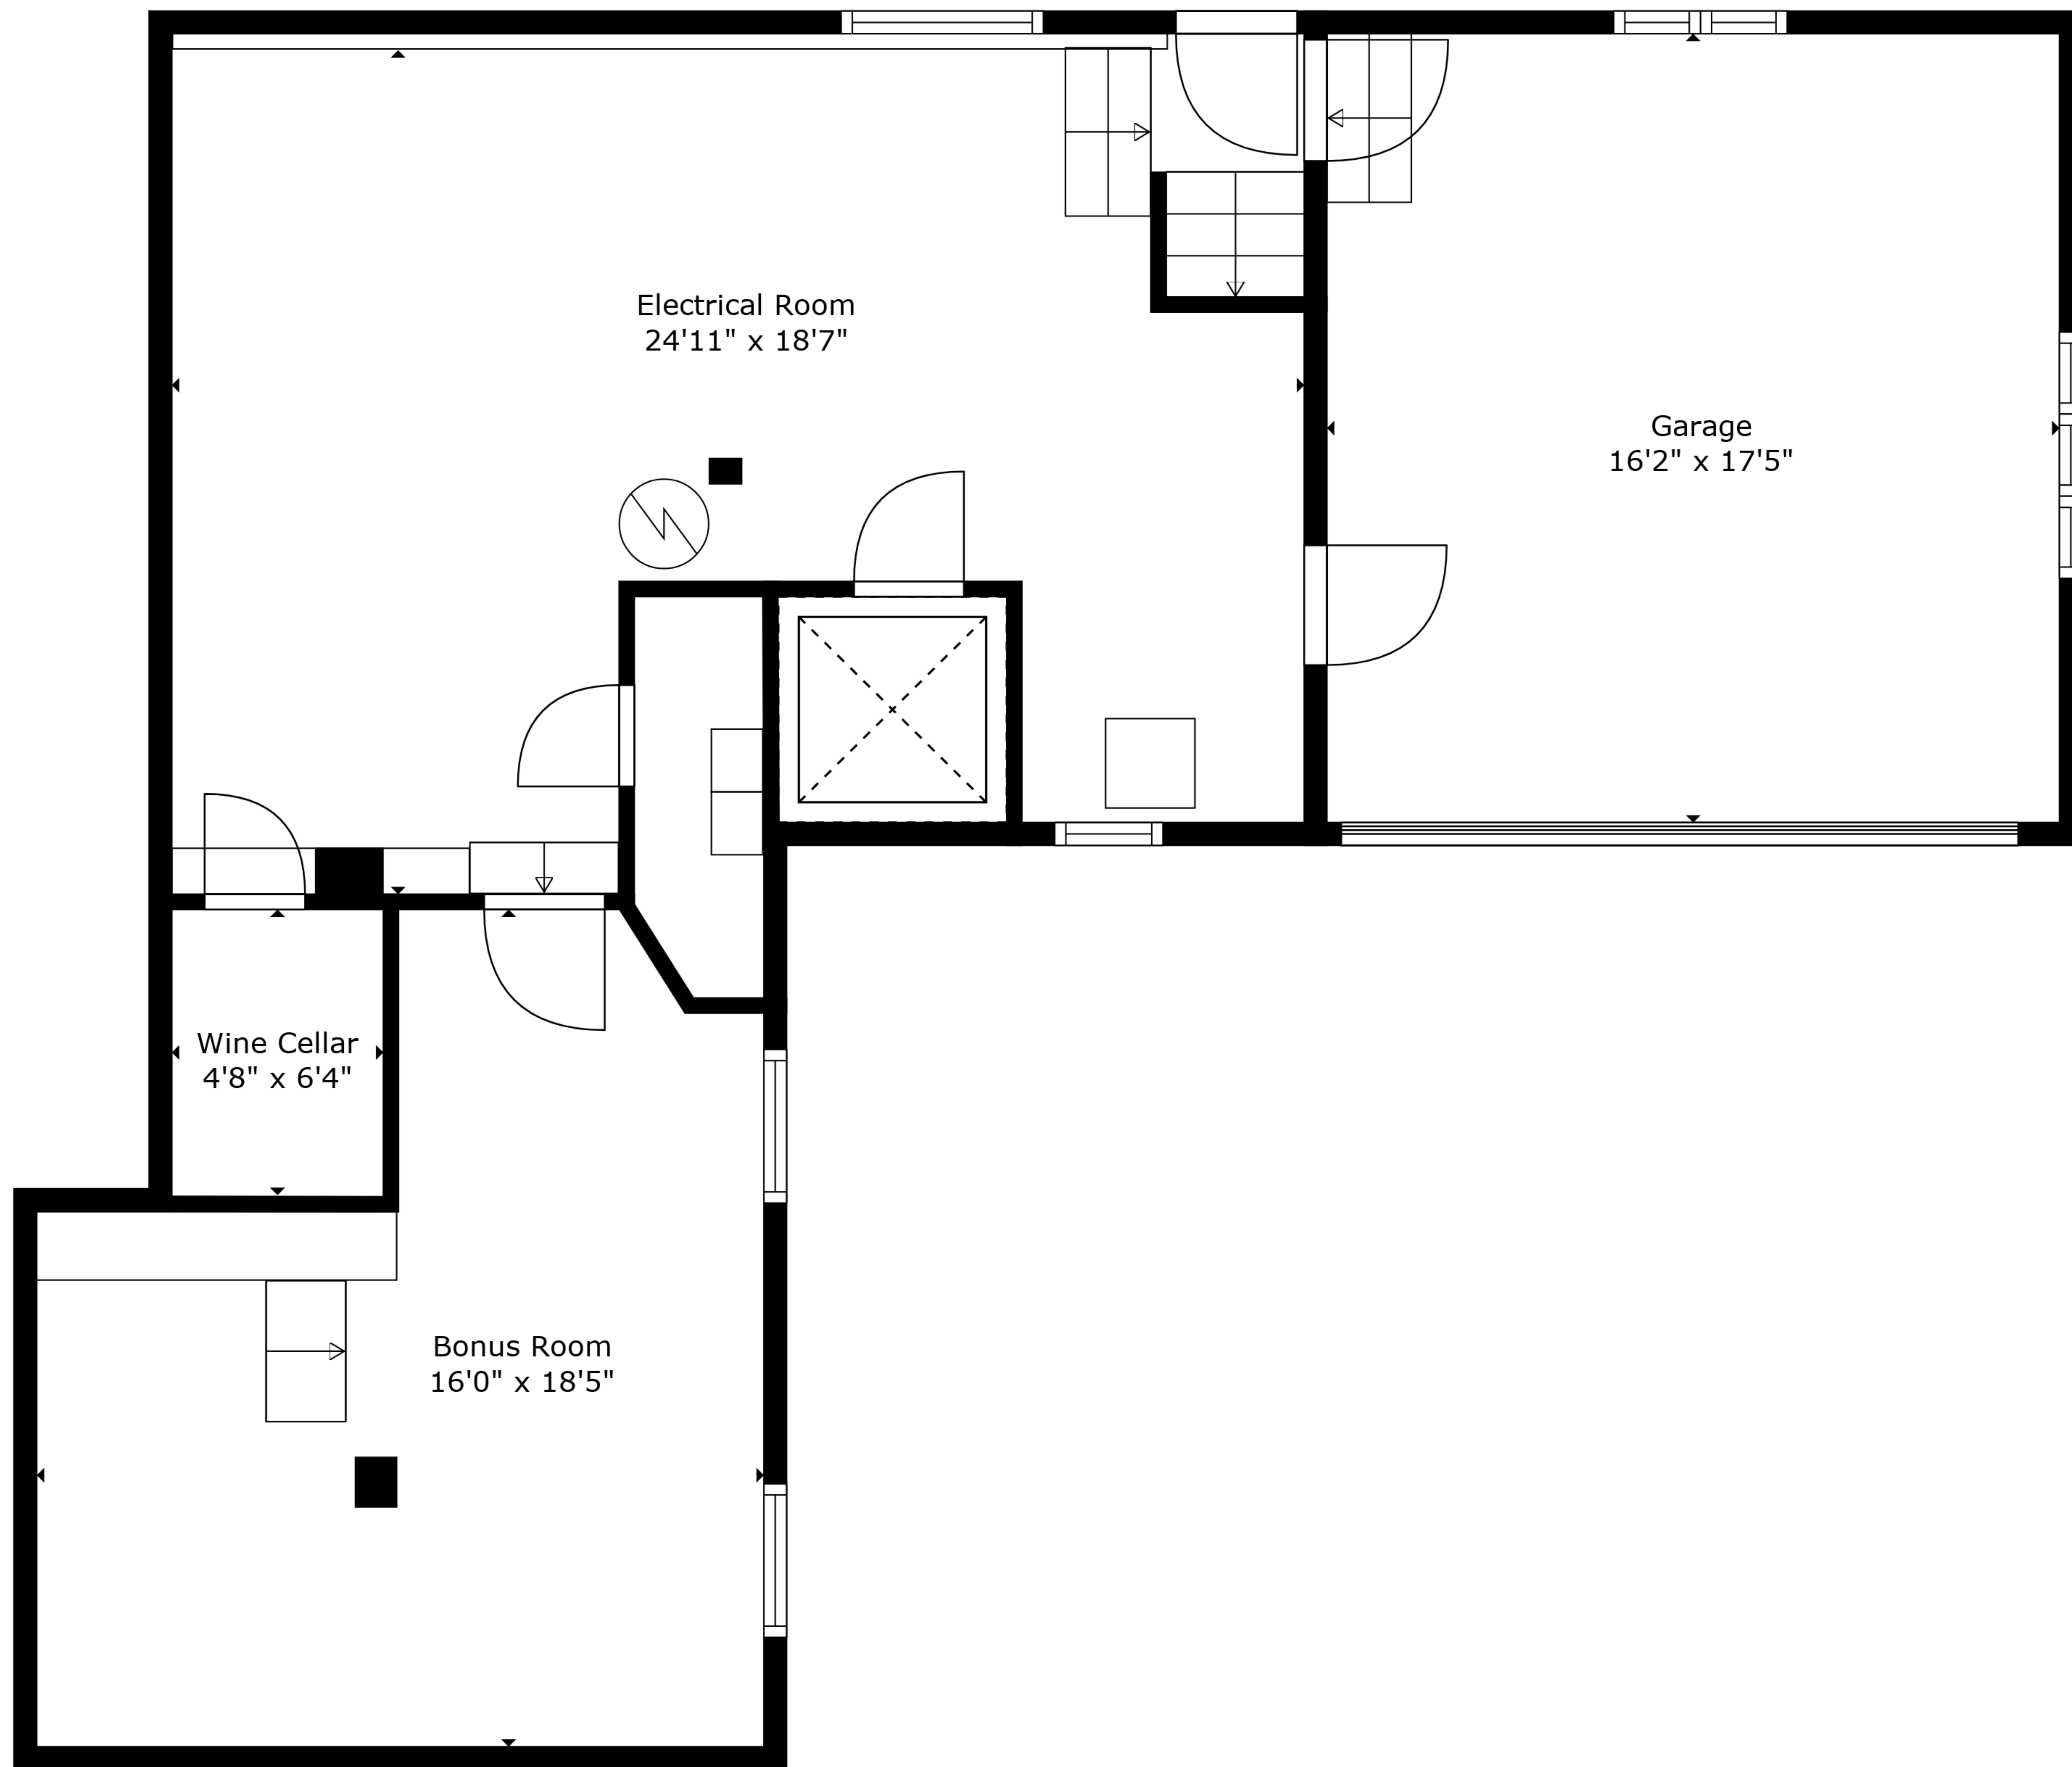 Electrical Room
24'11" x 18'7"
Garage
16'2" x 17'5"
Wine Cellar
4'8" x 6'4"
Bonus Room
16'0" x 18'5"